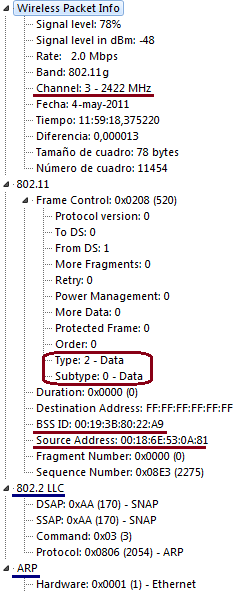 Wireless Packet Info
Signal level: 78%
Signal level in dBm: -48
Rate: 2.0 Mbps
Band: 802.11g
Channel: 3 - 2422 MHz
Fecha: 4-may-2011
Tiempo: 11:59:18,375220
Diferencia: 0,000013
Tamaño de cuadro: 78 bytes
Número de cuadro: 11454
802.11
Frame Control: 0x0208 (520)
Protocol version: 0
To DS: 0
From DS: 1
More Fragments: 0
Retry: 0
Power Management: 0
More Data: 0
Protected Frame: 0
Order: 0
Type: 2 - Data
Subtype: 0 - Data
Duration: 0x0000 (0)
Destination Address: FF:FF:FF:FF:FF:FF
BSS ID: 00:19:3B:80:22:A9
Source Address: 00:18:6E:53:0A:81
Fragment Number: 0x0000 (0)
Sequence Number: 0x08E3 (2275)
802.2 LLC
DSAP: 0xAA (170) - SNAP
SSAP: 0xAA (170) - SNAP
Command: 0x03 (3)
Protocol: 0x0806 (2054) - ARP
ARP
Hardware: 0x0001 (1) - Ethernet